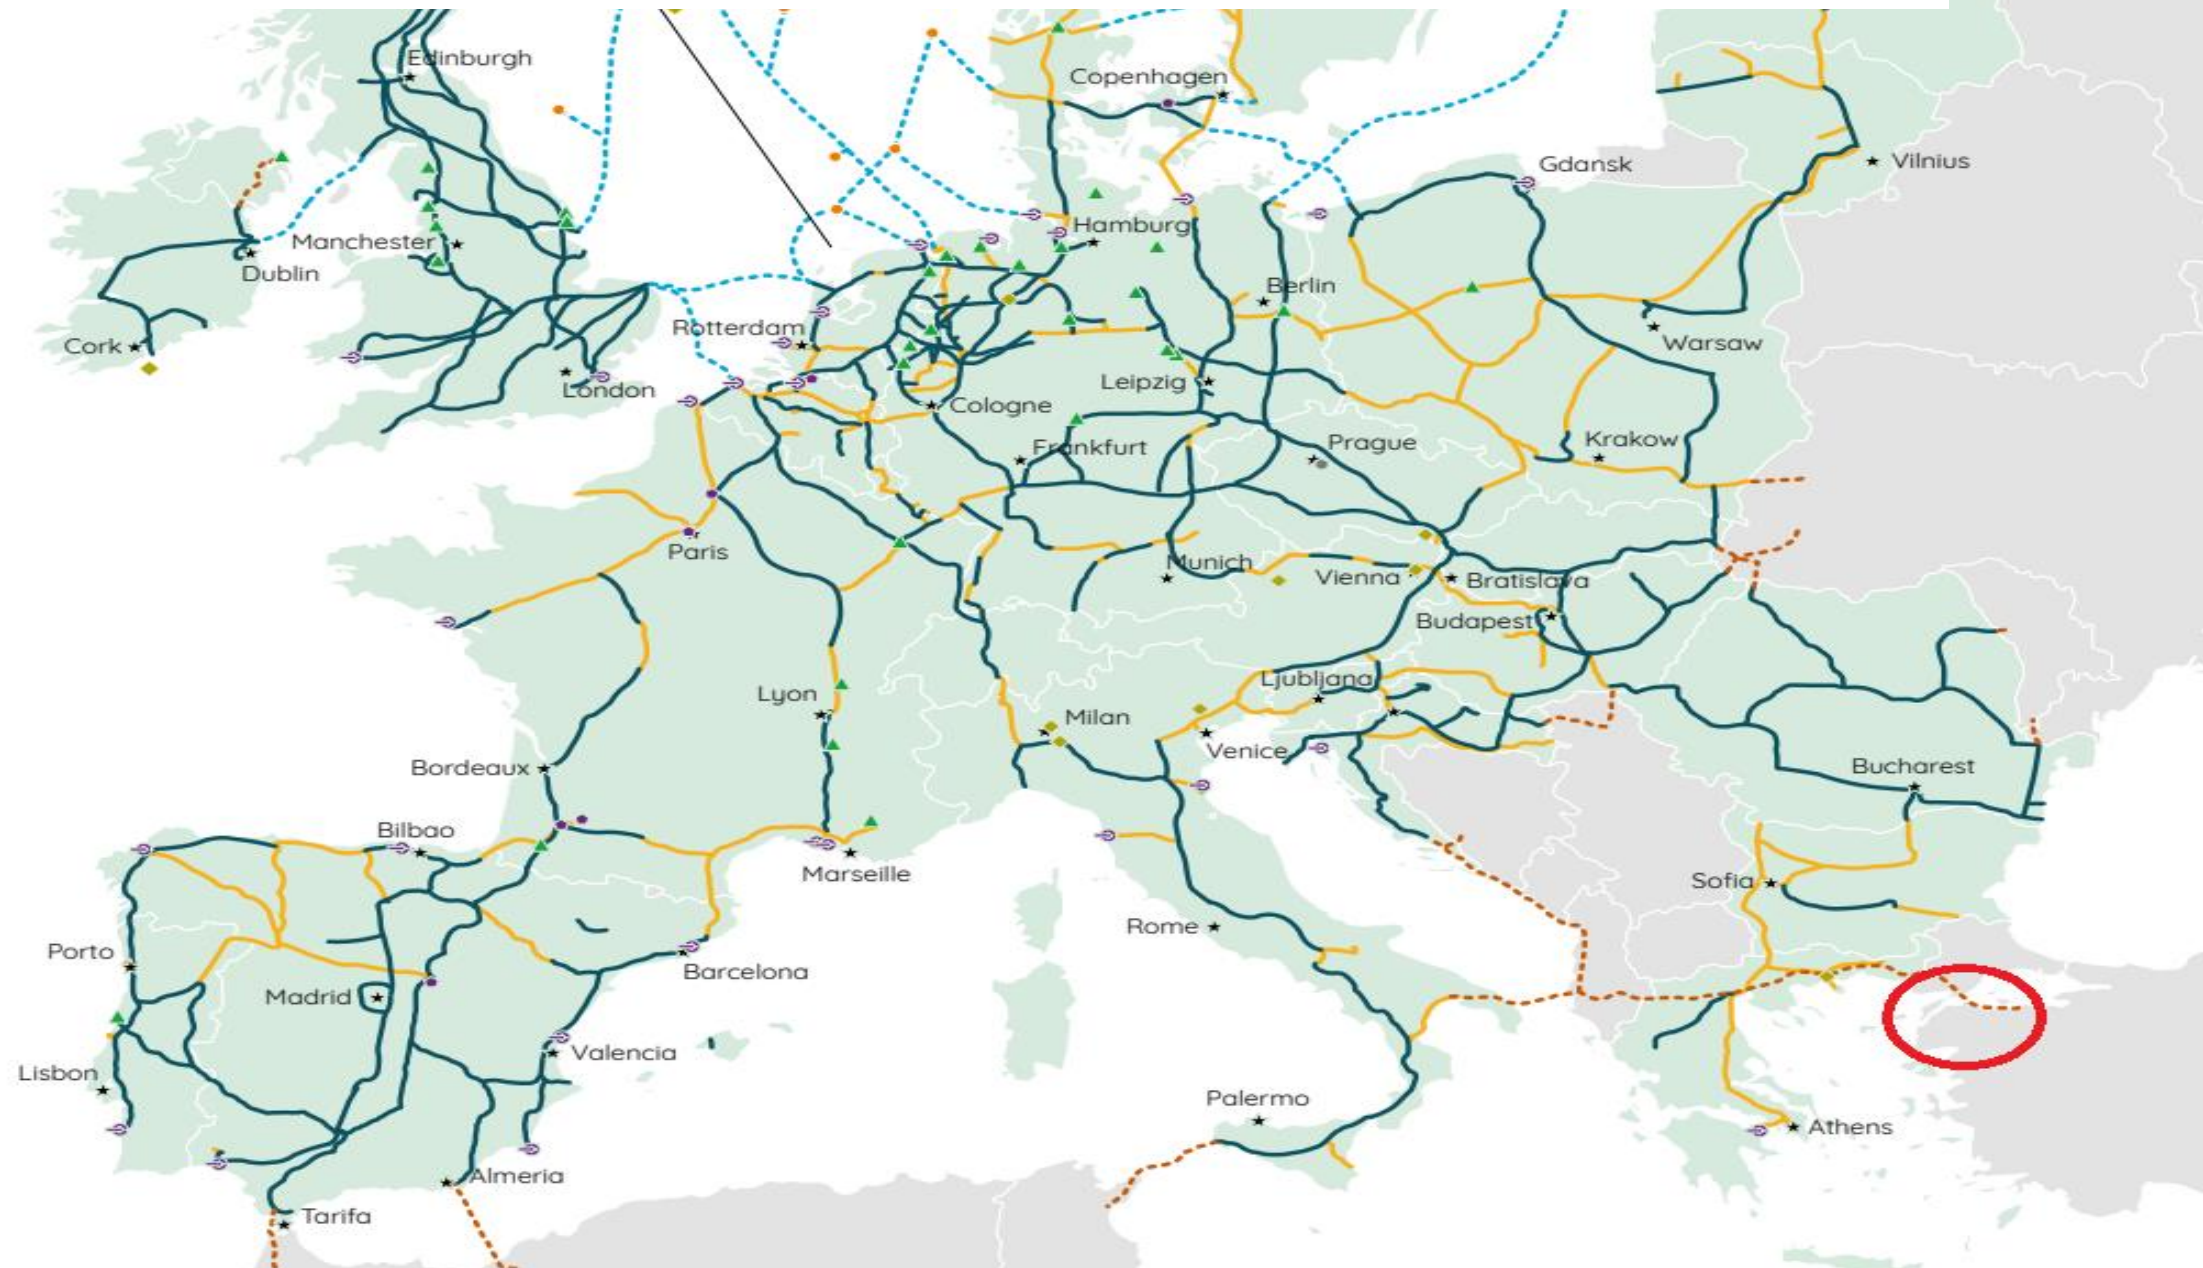 Edinburgh
Copenhagen
Gdansk
Vilnius
Hamburg
Manchester
Dublin
Berlin
Rotterdam
Warsaw
Cork
London
Leipzig
Cologne
Frankfurt
Prague
Krakow
Paris
Munich
Vienna
Bratislava
Budapest
Ljubljana
Lyon
Milan
Venice
Bordeaux
Bucharest
Bilbao
Marseille
Sofia
Rome
Porto
Barcelona
Madrid
Valencia
Lisbon
Palermo
Athens
Almeria
Tarifa